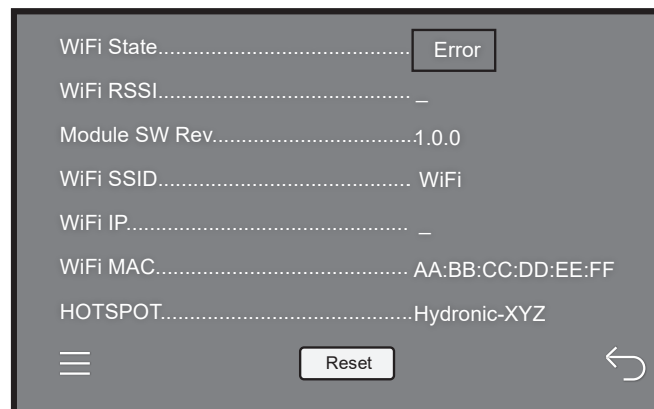 WiFi State.......................................... Error
WiFi RSSI.......................................... _
Module SW Rev..................................1.0.0
WiFi SSID.......................................... WiFi
WiFi IP............................................... _
WiFi MAC.......................................... AA:BB:CC:DD:EE:FF
HOTSPOT..........................................Hydronic-XYZ
Reset